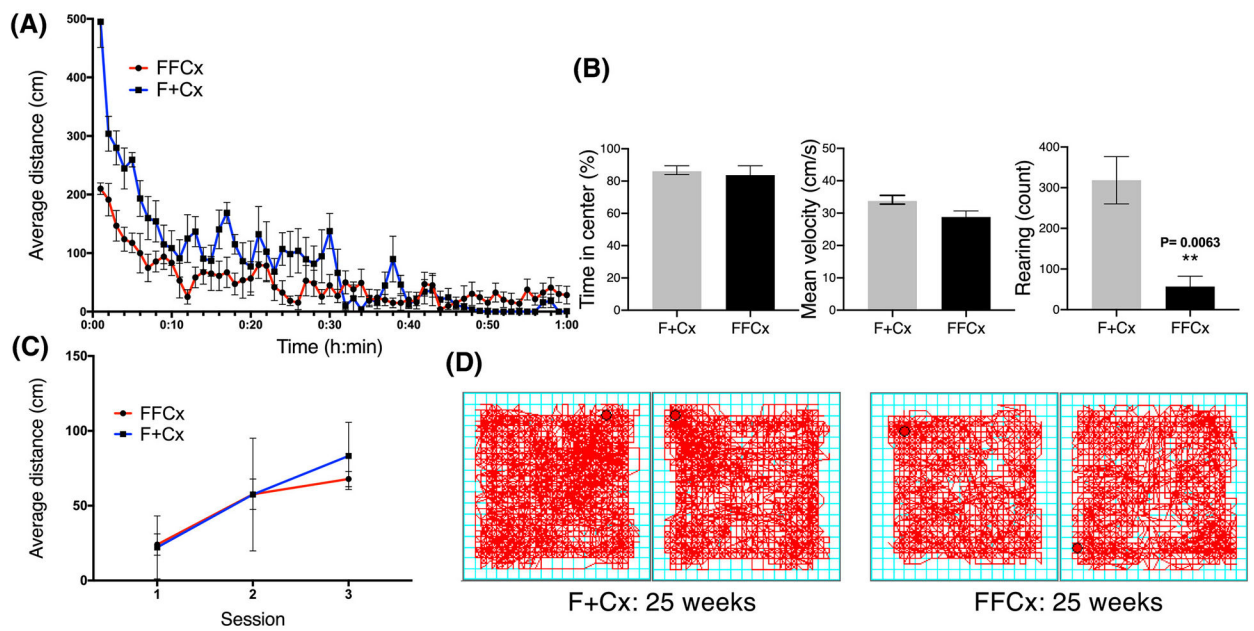 (A)
500
400
300
200
100
0
Average distance (cm)
FFCx
F+Cx
0:00 0:10 0:20 0:30 0:40 0:50 1:00
Time (h:min)
(B)
100
80
60
40
20
0
Time in center (%)
F+Cx FFCx
50
40
30
20
10
0
Mean velocity (cm/s)
F+Cx FFCx
400
300
200
100
0
Rearing (count)
P= 0.0063
**
F+Cx FFCx
(C)
150
100
50
0
Average distance (cm)
FFCx
F+Cx
1 2 3
Session
(D)
F+Cx: 25 weeks
FFCx: 25 weeks